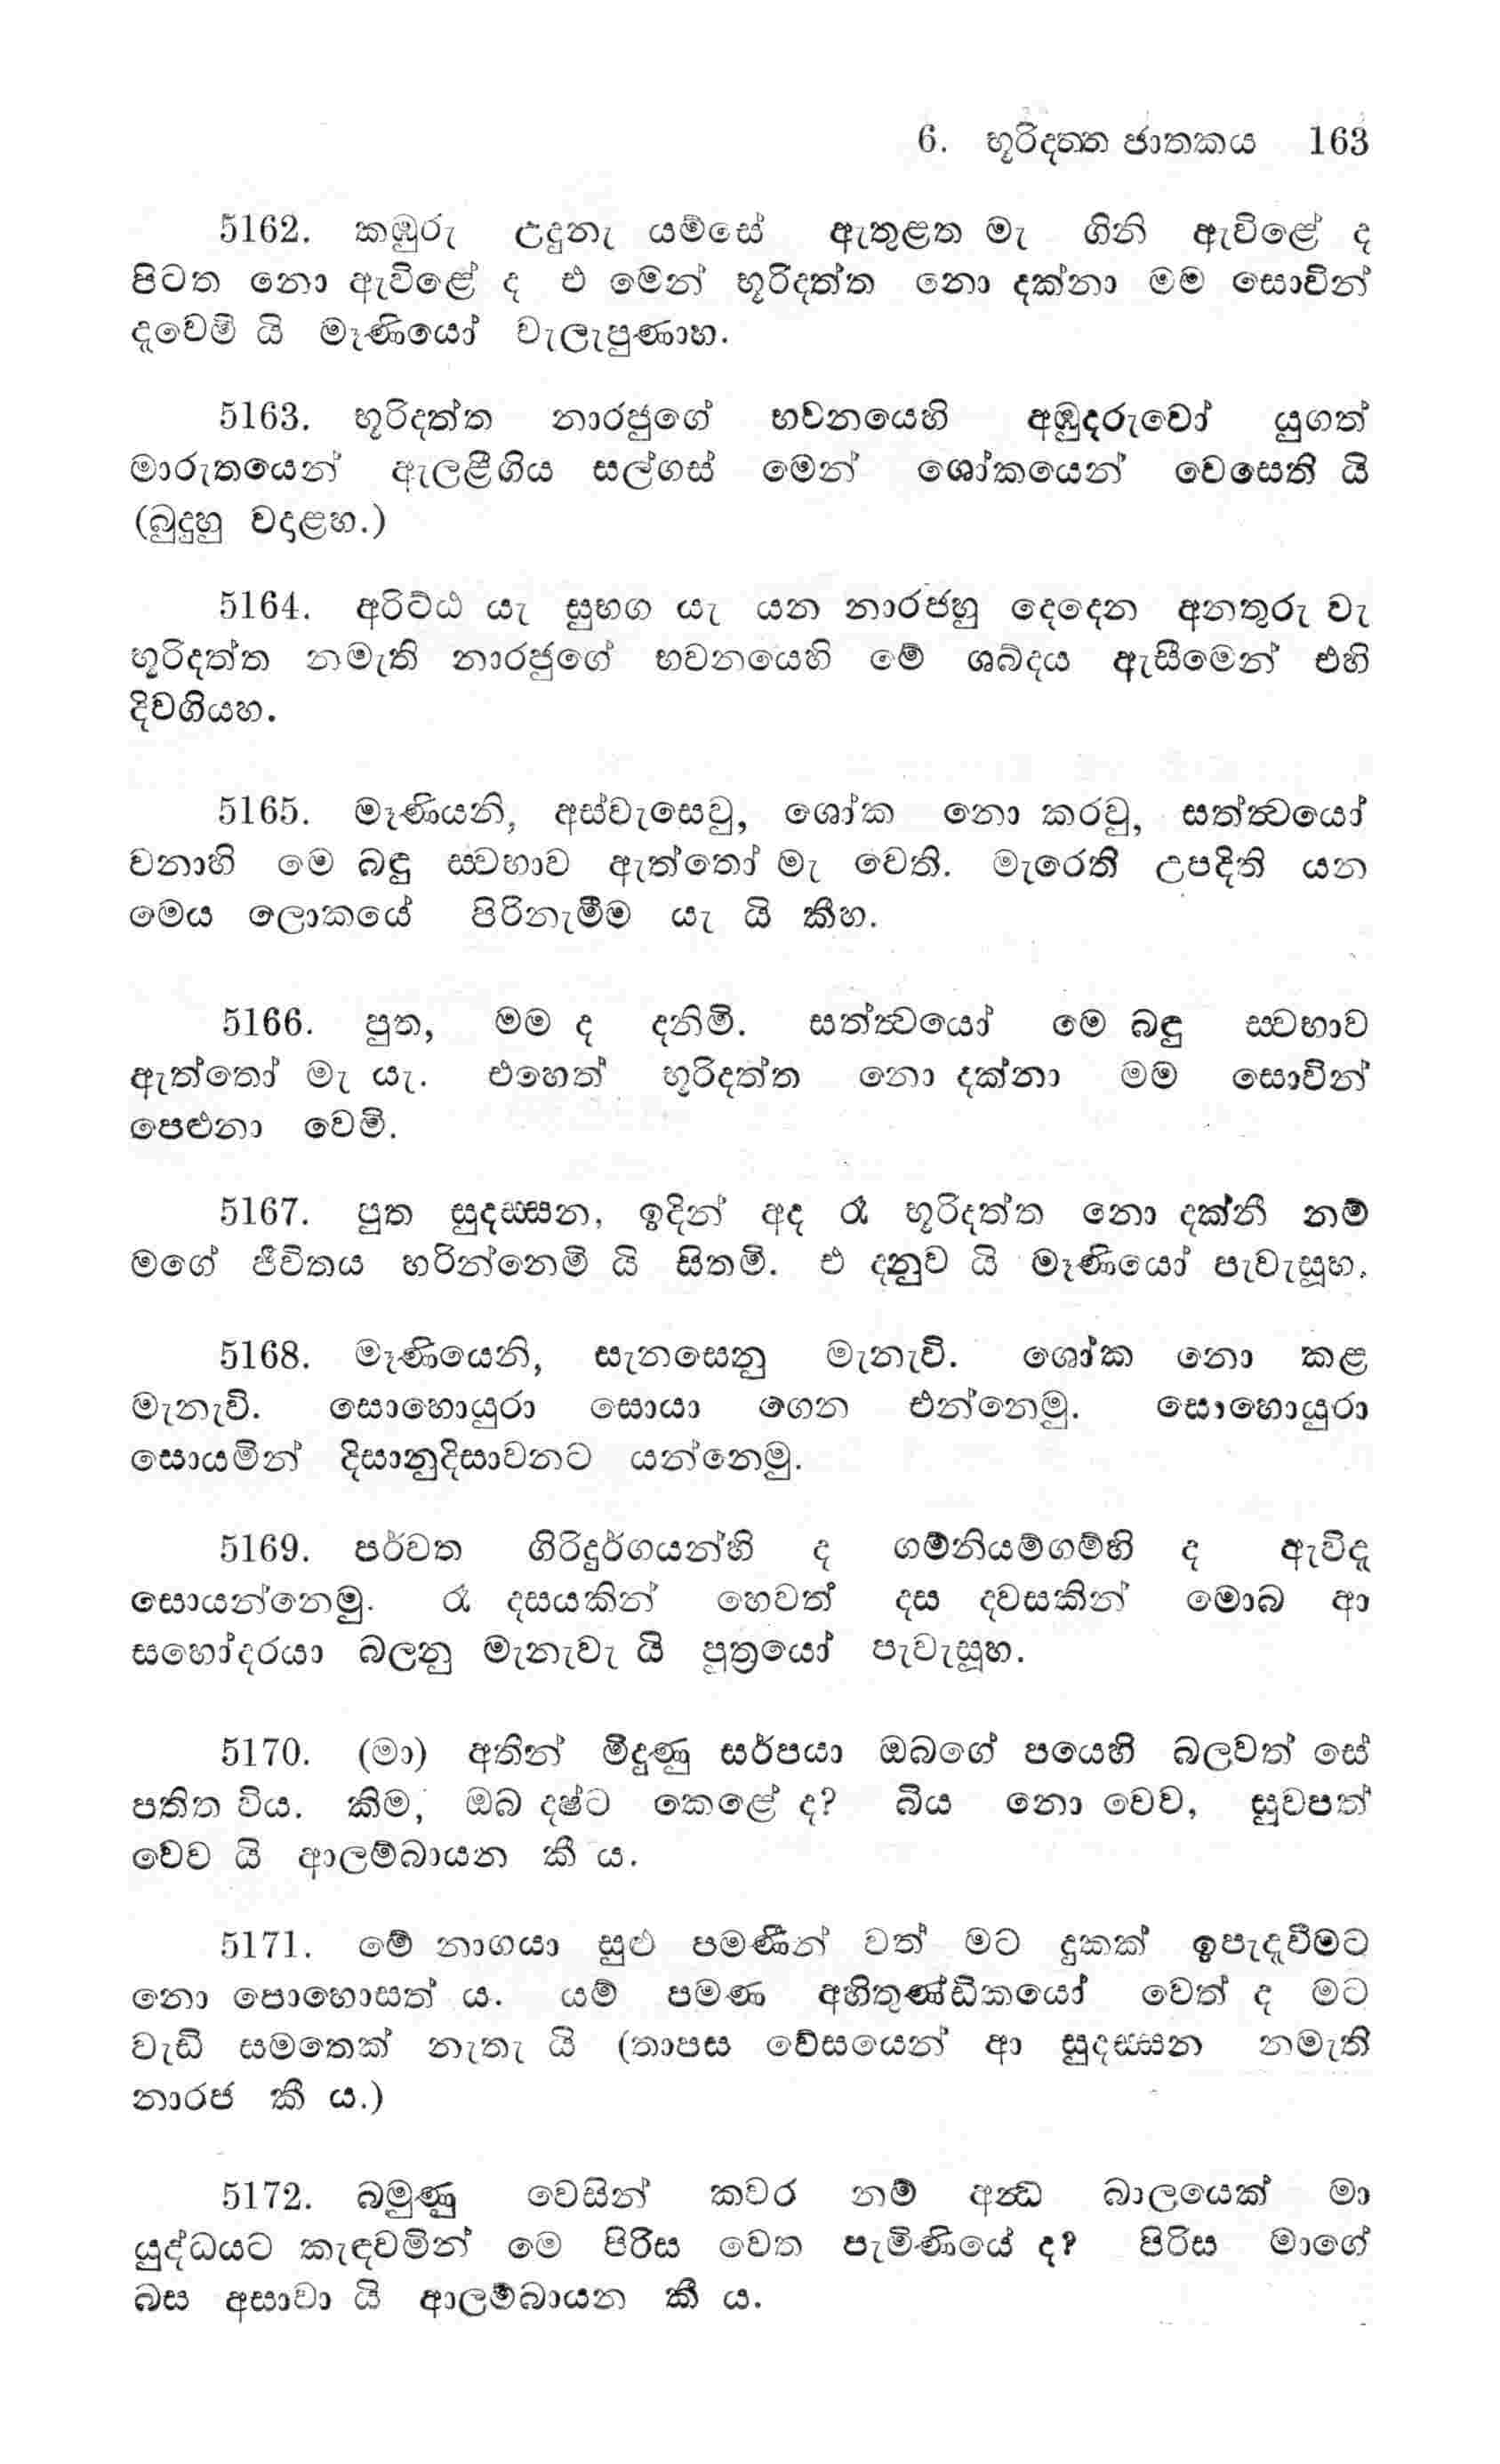 6. භූරිදත්ත ජාතකය 163
5162. කඹුරු උදුනැ යම්සේ ඇතුළත මැ ගිනි ඇවිළේ ද
පිටත නො ඇවිළේ ද එ මෙන් භූරිදත්ත නො දක්නා මම සොවින්
දැවෙමි යි මෑණියෝ වැලැපුණාහ.
5163. භූරිදත්ත නාරජුගේ භවනයෙහි අඹුදරුවෝ යුගත්
මාරුතයෙන් ඇලළීගිය සල්ගස් මෙන් ශෝකයෙන් වෙසෙති යි
(බුදුහු වදාළහ.)
5164. අරිට්ඨ යැ සුභග යැ යන නාරජහු දෙදෙන අනතුරු වැ
භූරිදත්ත නමැති නාරජුගේ භවනයෙහි මේ ශබ්දය ඇසීමෙන් එහි
දිවගියහ.
5165. මෑණියනි, අස්වැසෙවු, ශෝක නො කරවු, සත්ත්‍වයෝ
වනාහි මෙ බඳු ස්‍වභාව ඇත්තෝ මැ වෙති. මැරෙති උපදිති යන
මෙය ලොකයේ පිරිනැමීම යැ යි කීහ.
5166. පුත, මම ද දනිමි. සත්ත්‍වයෝ මෙ බඳු ස්‍වභාව
ඇත්තෝ මැ යැ. එහෙත් භූරිදත්ත නො දක්නා මම සොවින්
පෙළුනා වෙමි.
5167. පුත සුදස්සන, ඉදින් අද රෑ භූරිදත්ත නො දක්නී නම්
මගේ ජීවිතය හරින්නෙමි යි සිතමි. එ දනුව යි මෑණියෝ පැවැසූහ.
5168. මෑණියෙනි, සැනසෙනු මැනැවි. ශෝක නො කළ
මැනැවි. සොහොයුරා සොයා ගෙන එන්නෙමු. සොහොයුරා
සොයමින් දිසානුදිසාවනට යන්නෙමු.
5169. පර්වත ගිරිදුර්ගයන්හි ද ගම්නියම්ගම්හි ද ඇවිදැ
සොයන්නෙමු. රෑ දසයකින් හෙවත් දස දවසකින් මොබ ආ
සහෝදරයා බලනු මැනැවැ යි පුත්‍රයෝ පැවැසූහ.
5170. (මා) අතින් මිදුණු සර්පයා ඔබගේ පයෙහි බලවත් සේ
පතිත විය. කිම, ඔබ දෂ්ට කෙළේ ද? බිය නො වෙව, සුවපත්
වෙව යි ආලම්බායන කී ය.
5171. මේ නාගයා සුළු පමණින් වත් මට දුකක් ඉපැදැවීමට
නො පොහොසත් ය. යම් පමණ අහිතුණ්ඩිකයෝ වෙත් ද මට
වැඩි සමතෙක් නැතැ යි (තාපස වේසයෙන් ආ සුදස්සන නමැති
නාරජ කී ය.)
5172. බමුණු වෙසින් කවර නම් අන්‍ධ බාලයෙක් මා
යුද්ධයට කැඳවමින් මෙ පිරිස වෙත පැමිණියේ ද? පිරිස මාගේ
බස අසාවා යි ආලම්බායන කී ය.